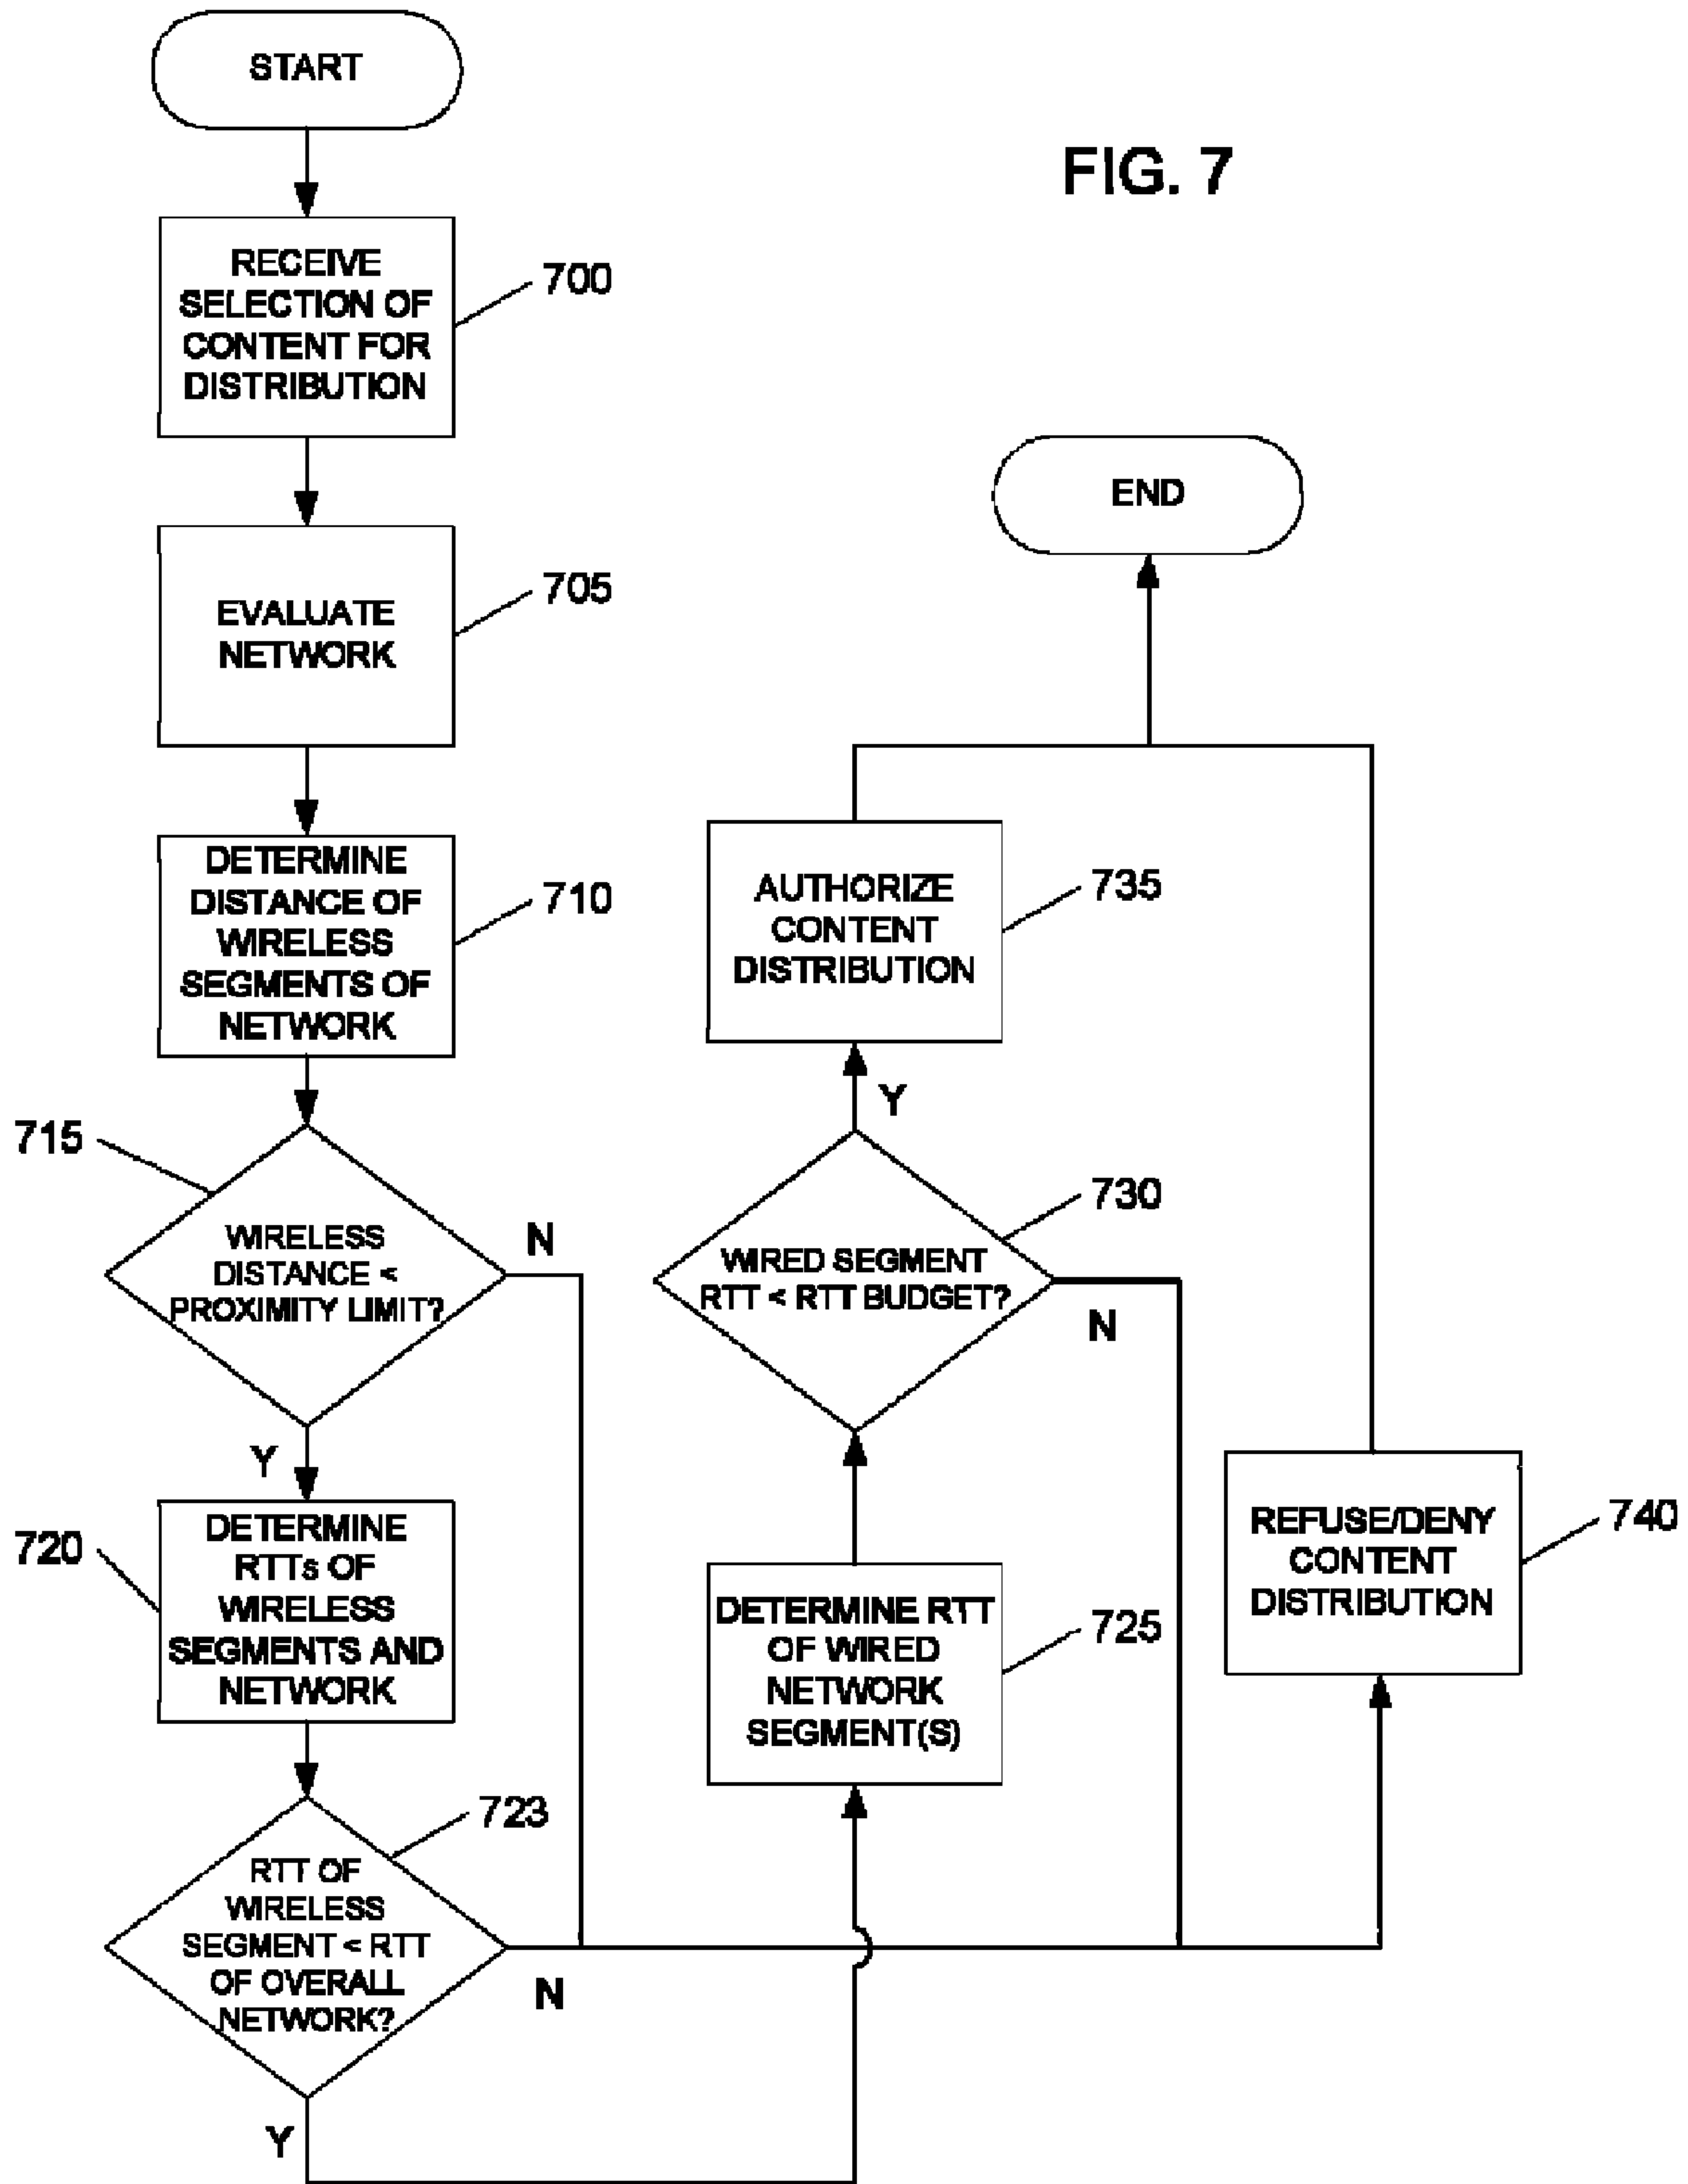 START
FIG. 7
RECEIVE
SELECTION OF
CONTENT FOR
DISTRIBUTION
700
EVALUATE
NETWORK
705
DETERMINE
DISTANCE OF
WIRELESS
SEGMENTS OF
NETWORK
710
715
WIRELESS
DISTANCE <
PROXIMITY LIMIT?
N
Y
720
DETERMINE
RTTs OF
WIRELESS
SEGMENTS AND
NETWORK
723
RTT OF
WIRELESS
SEGMENT < RTT
OF OVERALL
NETWORK?
N
Y
END
AUTHORIZE
CONTENT
DISTRIBUTION
735
Y
730
WIRED SEGMENT
RTT < RTT BUDGET?
N
DETERMINE RTT
OF WIRED
NETWORK
SEGMENT(S)
725
REFUSE/DENY
CONTENT
DISTRIBUTION
740